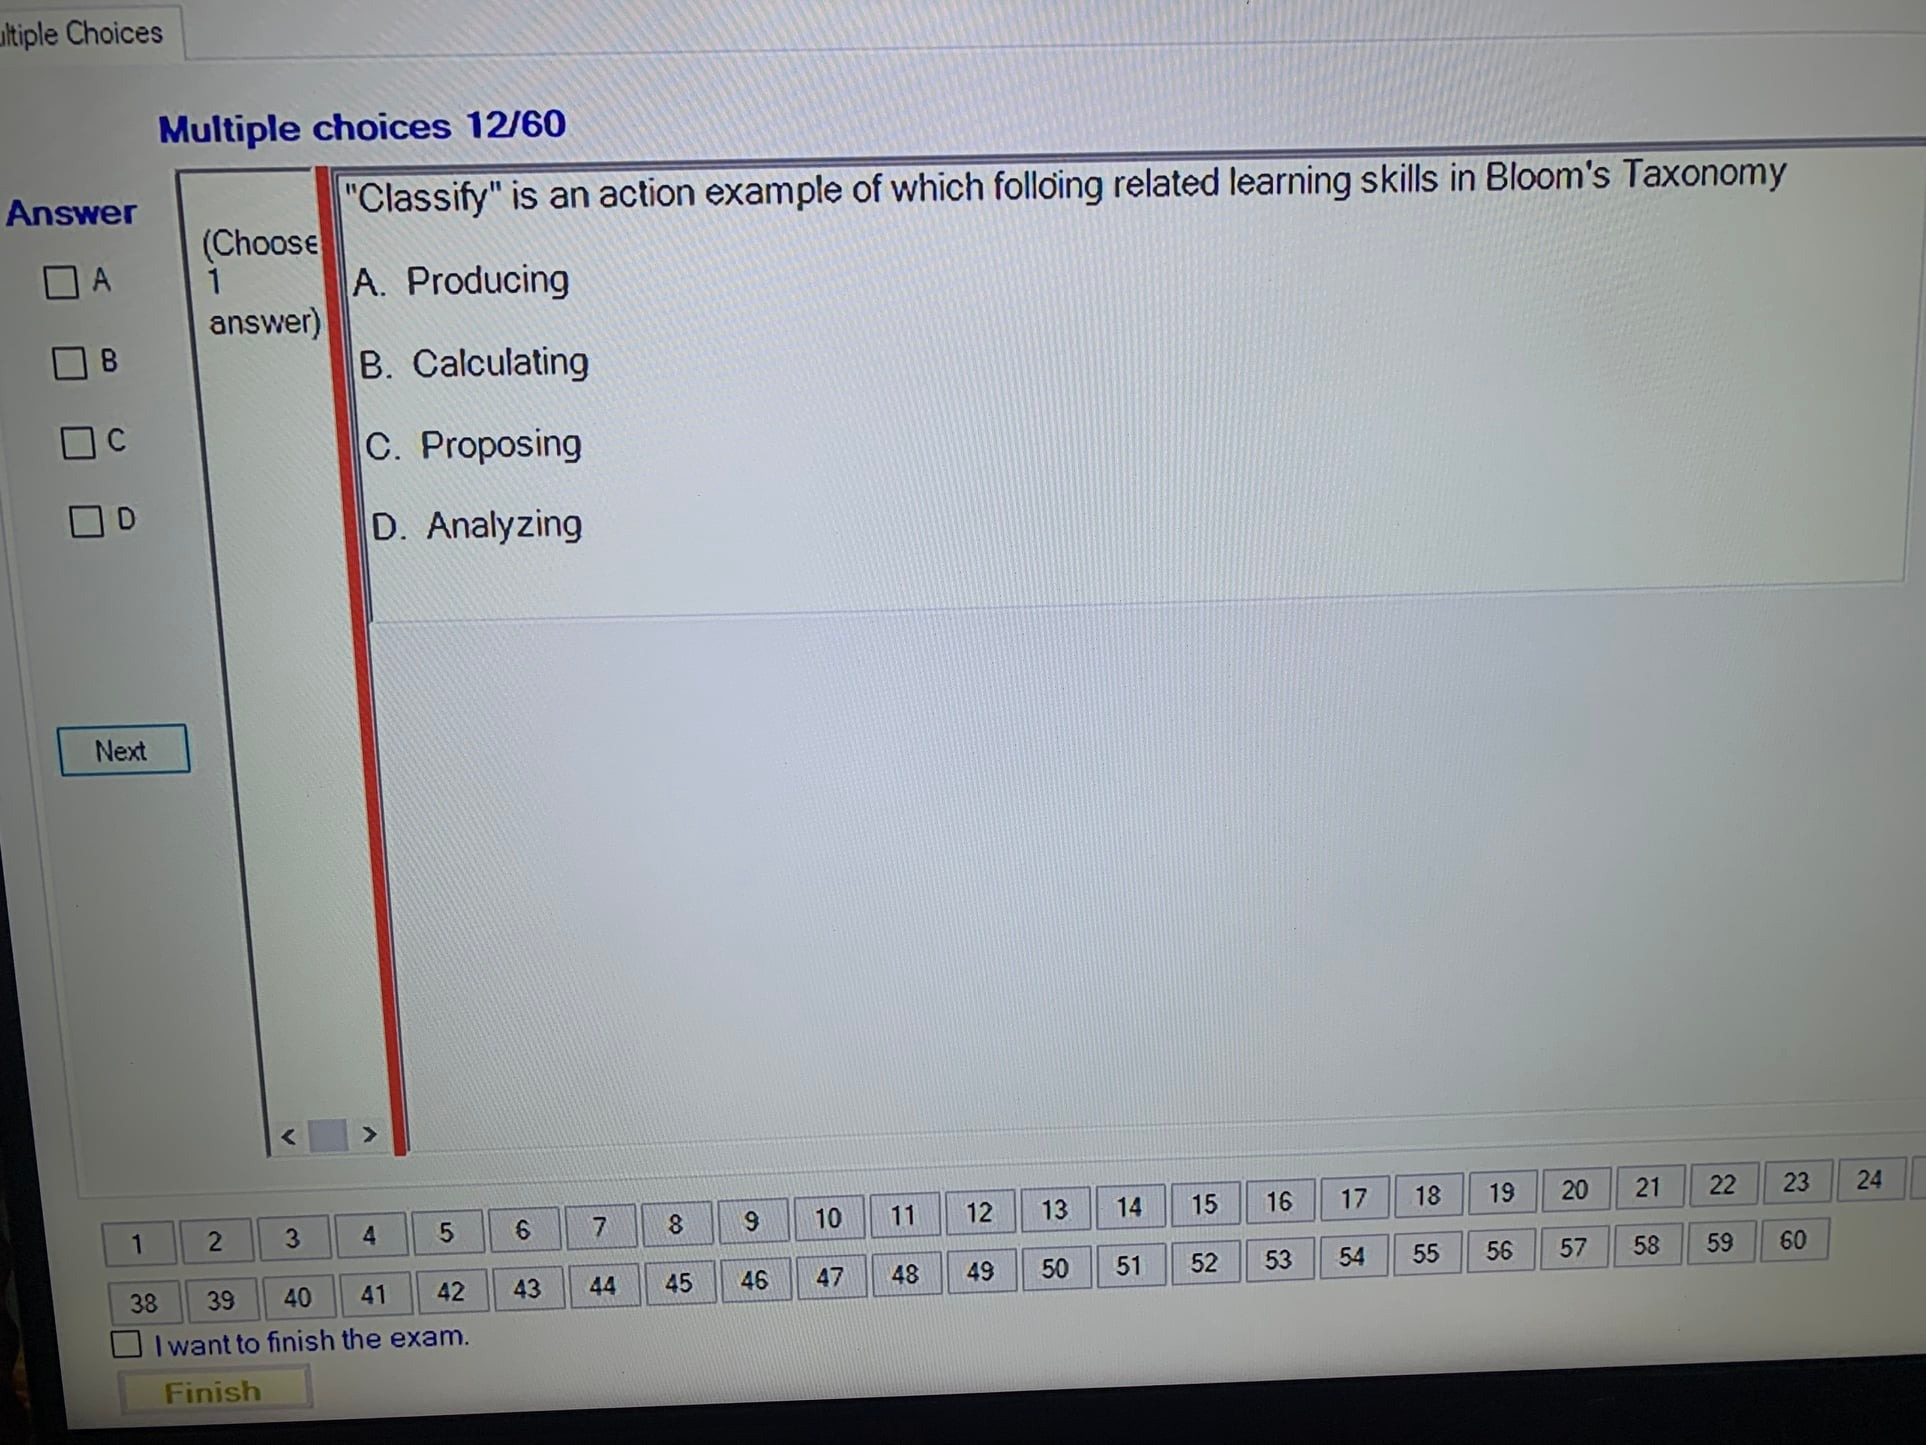 ultiple Choices
Multiple choices 12/60
Answer
A
B
C
D
(Choose
1
answer)
"Classify" is an action example of which folloing related learning skills in Bloom's Taxonomy
A. Producing
B. Calculating
C. Proposing
D. Analyzing
Next
< >
1 2 3 4 5 6 7 8 9 10 11 12 13 14 15 16 17 18 19 20 21 22 23 24
38 39 40 41 42 43 44 45 46 47 48 49 50 51 52 53 54 55 56 57 58 59 60
I want to finish the exam.
Finish